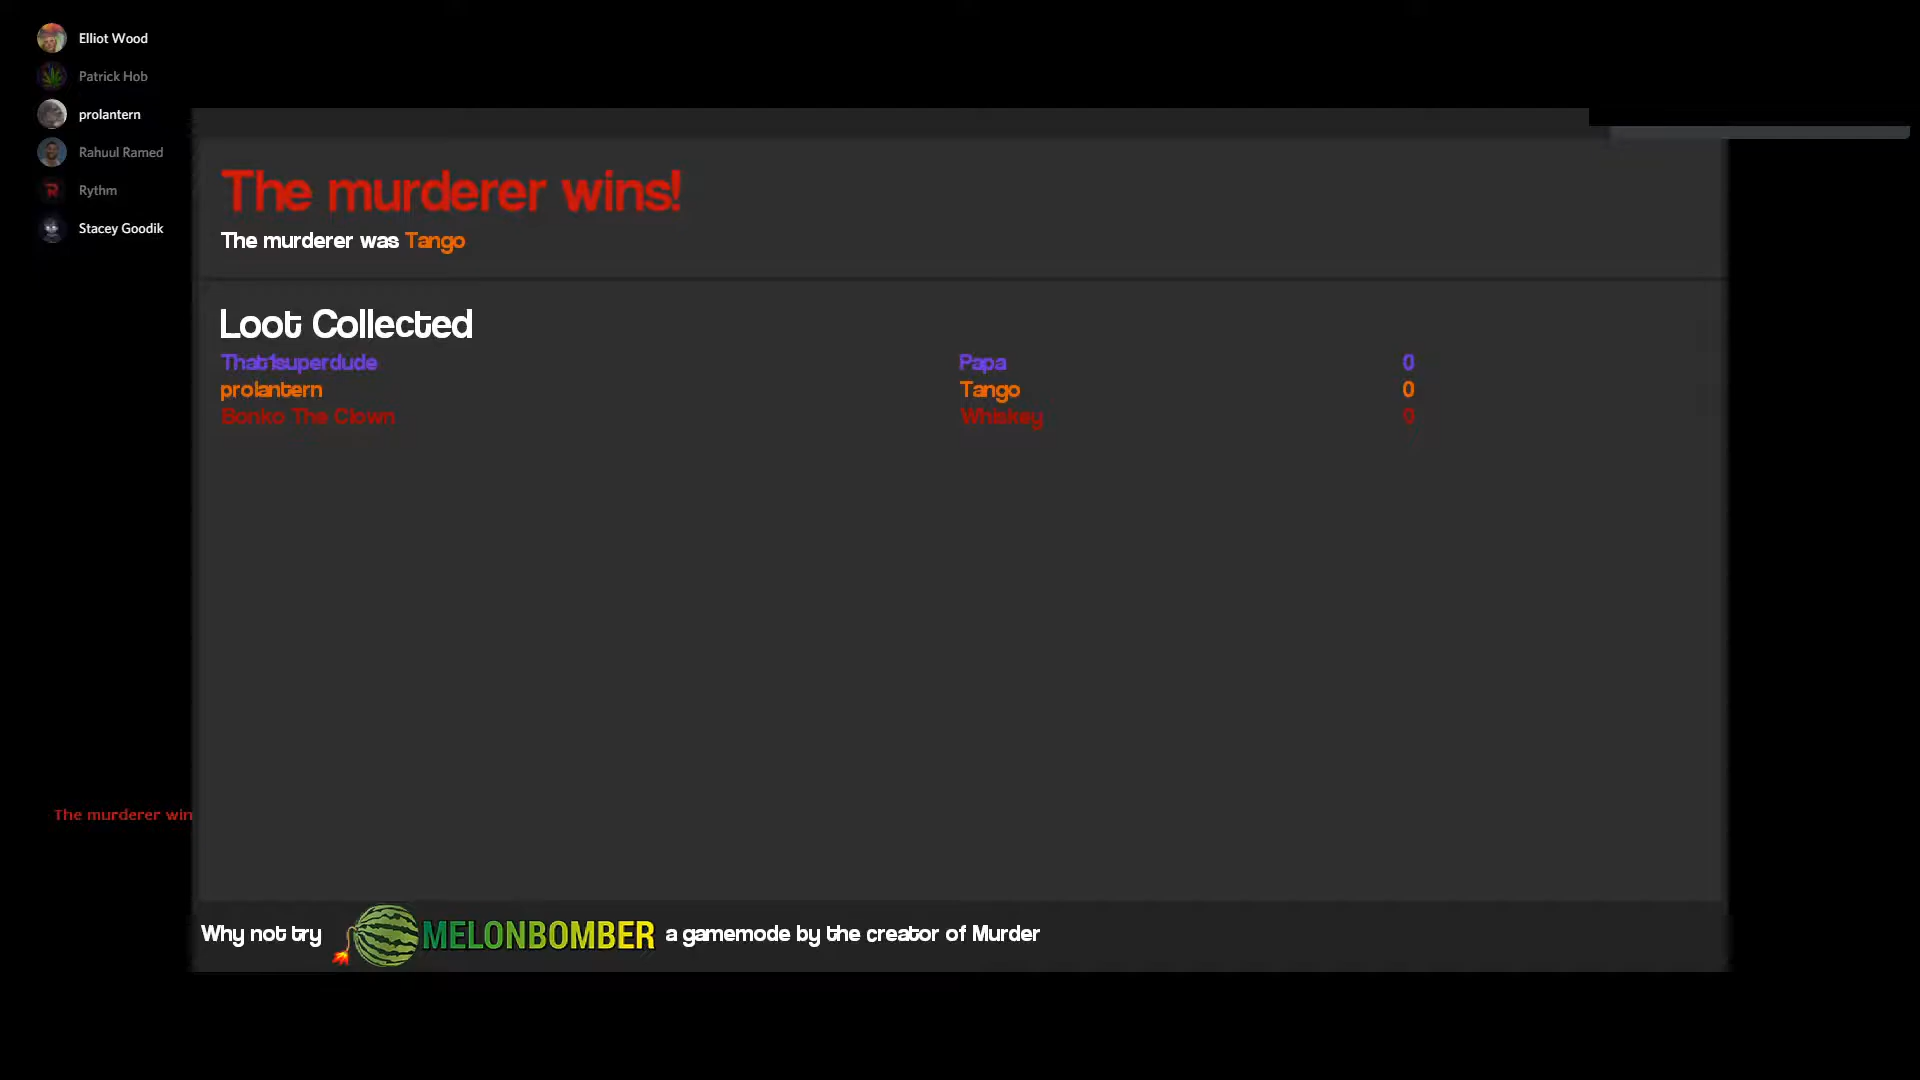 Elliot Wood
Patrick Hob
prolantern
Rahuul Ramed
Rythm
Stacey Goodik
The murderer wins!
The murderer was Tango
Loot Collected
That1superdude Papa 0
prolantern Tango 0
Bonko The Clown Whiskey 0
The murderer win
Why not try MELONBOMBER a gamemode by the creator of Murder